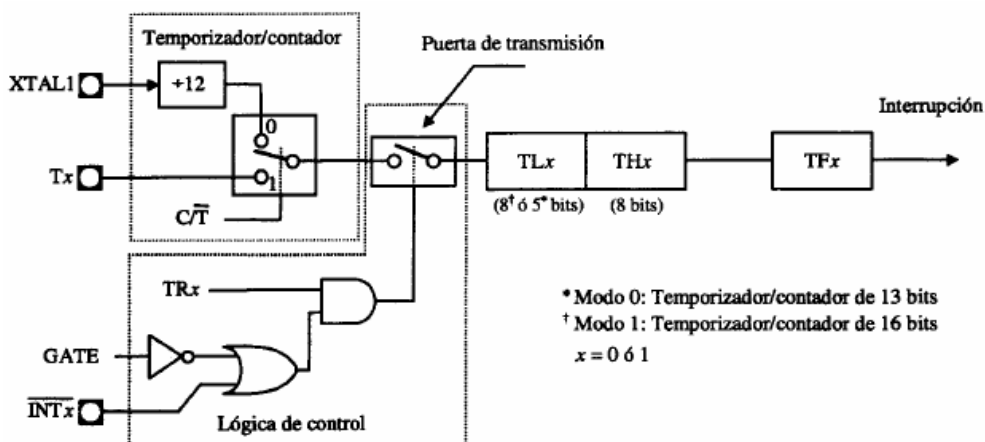 Temporizador/contador
Puerta de transmisión
XTAL1
+12
Interrupción
0
Tx
1
TLx
THx
TFx
C/T̅
(8† ó 5* bits)
(8 bits)
TRx
* Modo 0: Temporizador/contador de 13 bits
† Modo 1: Temporizador/contador de 16 bits
x = 0 ó 1
GATE
I̅N̅T̅x̅
Lógica de control